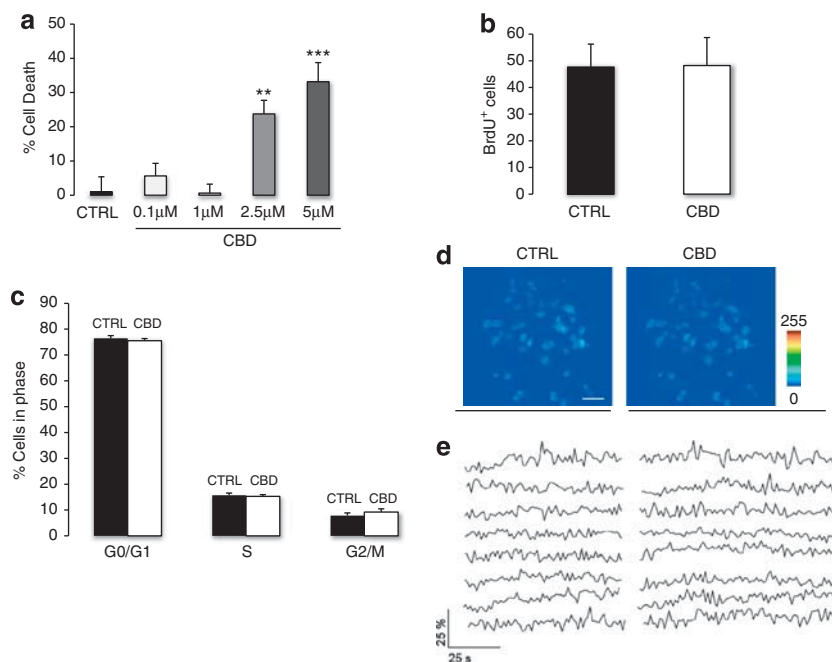 a
50
40
30
20
10
0
% Cell Death
**
***
CTRL
0.1μM
1μM
2.5μM
5μM
CBD
b
60
50
40
30
20
10
0
BrdU+ cells
CTRL
CBD
c
90
80
70
60
50
40
30
20
10
0
% Cells in phase
CTRL CBD
CTRL CBD
CTRL CBD
G0/G1
S
G2/M
d
CTRL
CBD
255
0
e
25 %
25 s